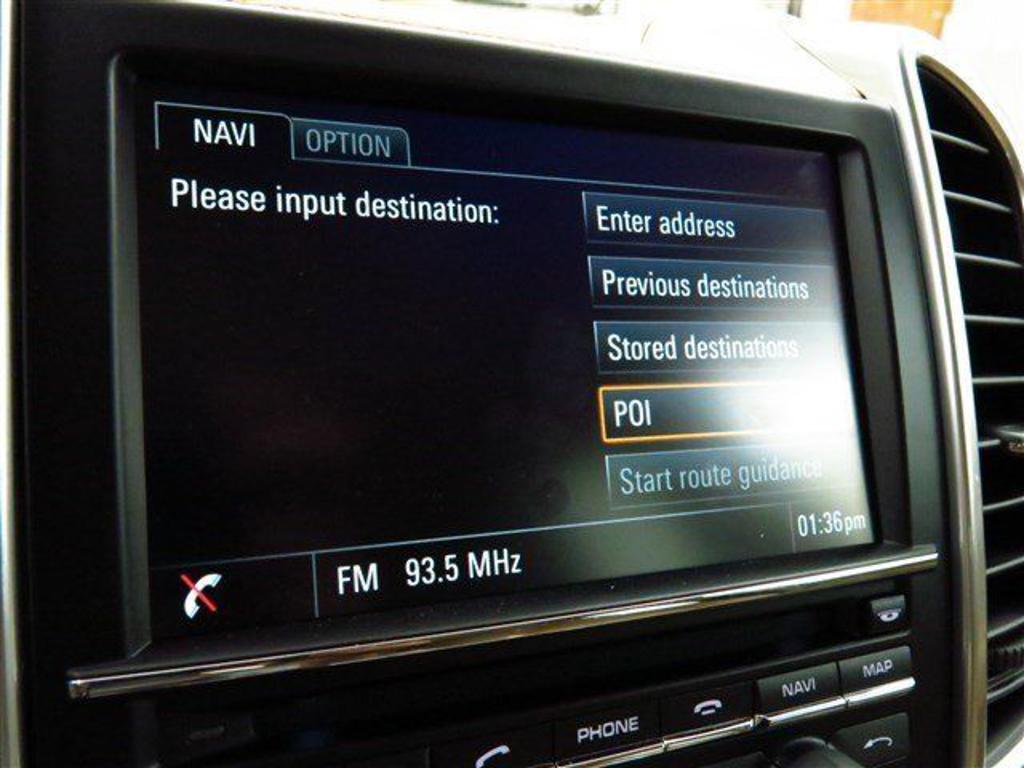 NAVI OPTION
Please input destination:
Enter address
Previous destinations
Stored destinations
POI
Start route guidance
01:36pm
FM 93.5 MHz
PHONE
NAVI
MAP